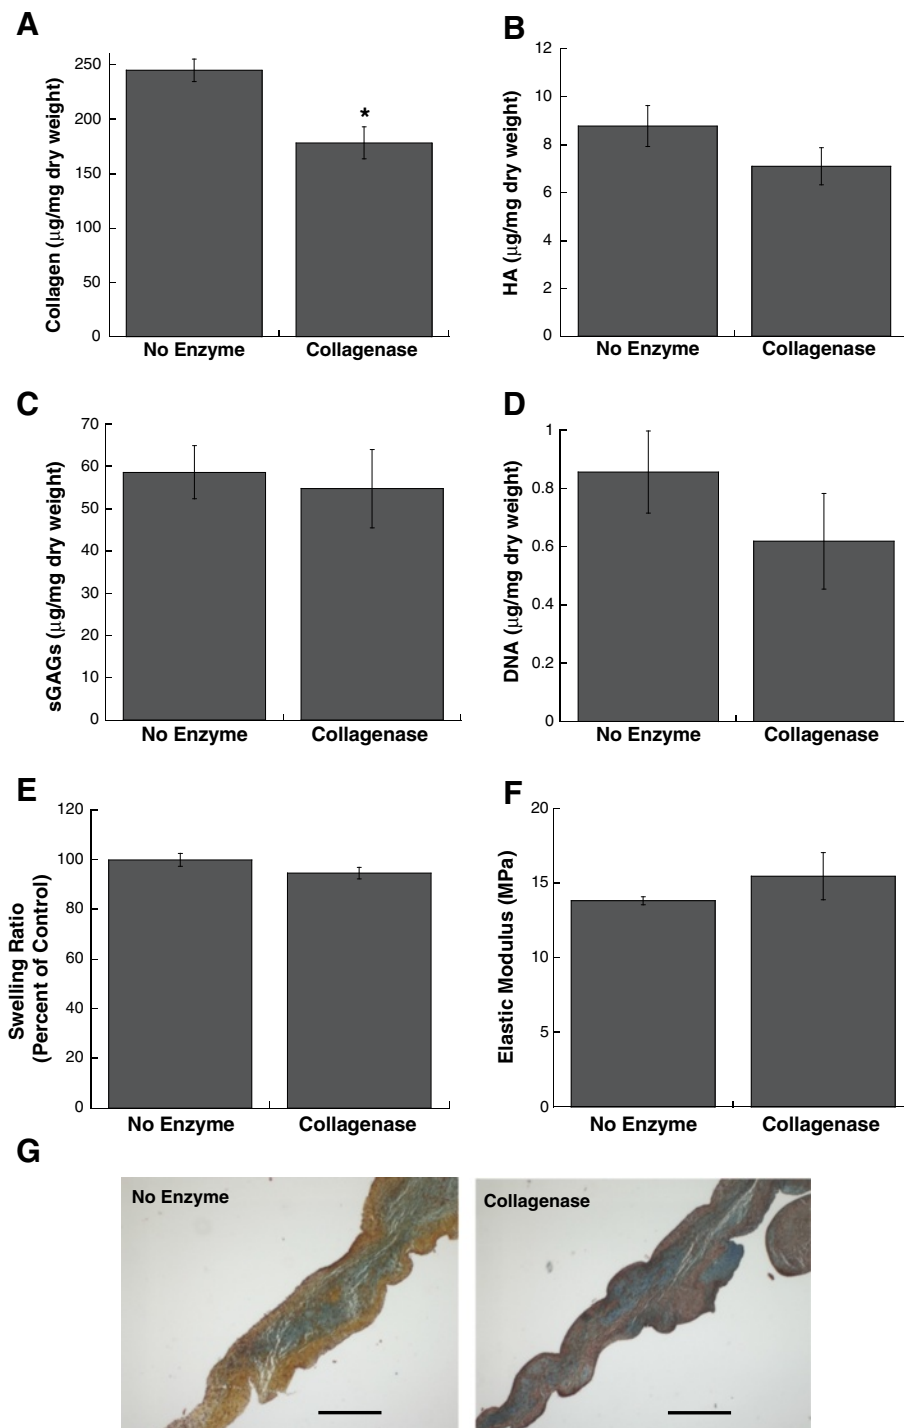 A
Collagen (μg/mg dry weight)
250
200
150
100
50
0
*
No Enzyme
Collagenase
B
HA (μg/mg dry weight)
12
10
8
6
4
2
0
No Enzyme
Collagenase
C
sGAGs (μg/mg dry weight)
70
60
50
40
30
20
10
0
No Enzyme
Collagenase
D
DNA (μg/mg dry weight)
1
0.8
0.6
0.4
0.2
0
No Enzyme
Collagenase
E
Swelling Ratio
(Percent of Control)
120
100
80
60
40
20
0
No Enzyme
Collagenase
F
Elastic Modulus (MPa)
20
15
10
5
0
No Enzyme
Collagenase
G
No Enzyme
Collagenase